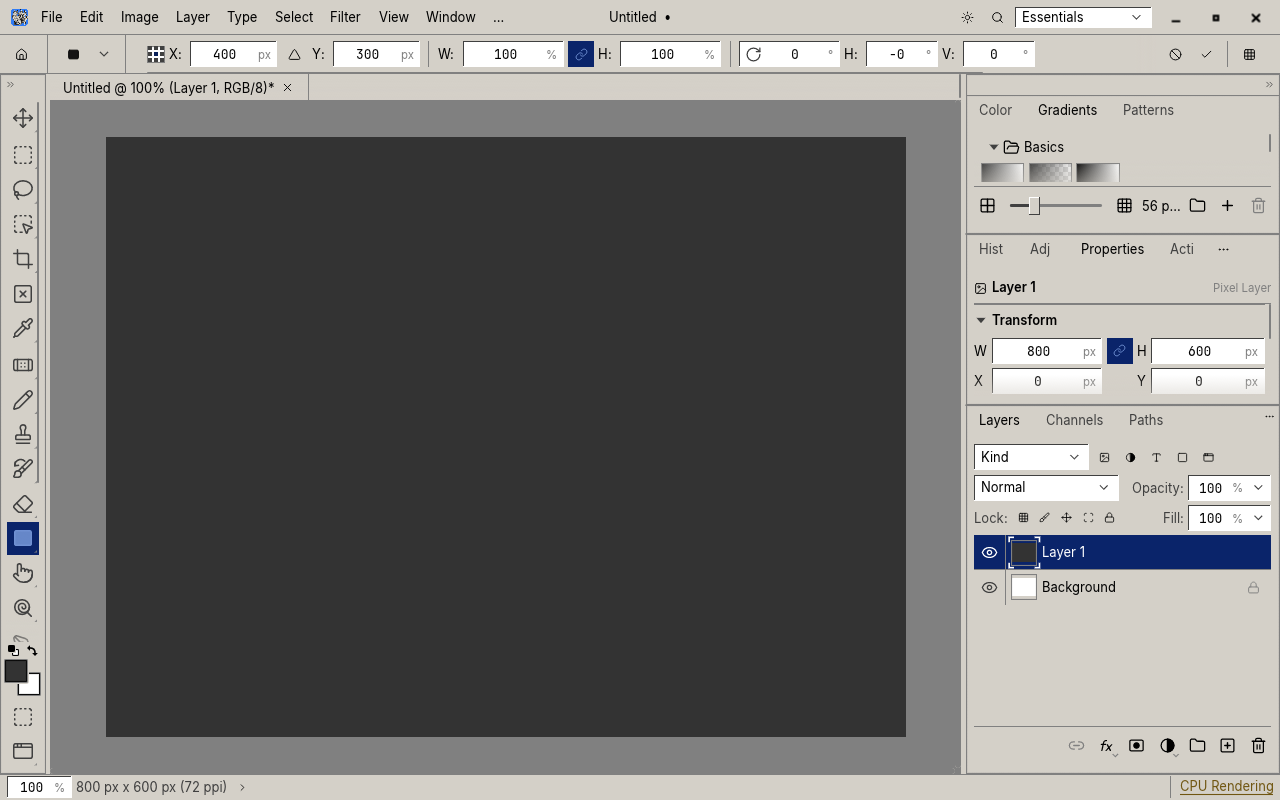 File Edit Image Layer Type Select Filter View Window ... Untitled • Essentials
X: 400 px Y: 300 px W: 100 % H: 100 % 0 ° H: -0 ° V: 0 °
Untitled @ 100% (Layer 1, RGB/8)*
Color Gradients Patterns
Basics
56 p...
Hist Adj Properties Acti
Layer 1 Pixel Layer
Transform
W 800 px H 600 px
X 0 px Y 0 px
Layers Channels Paths
Kind
Normal Opacity: 100 %
Lock: Fill: 100 %
Layer 1
Background
fx
100 % 800 px x 600 px (72 ppi) CPU Rendering